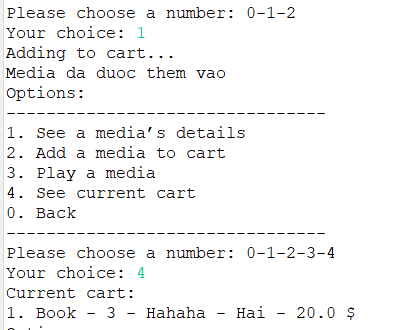 Please choose a number: 0-1-2
Your choice: 1
Adding to cart...
Media da duoc them vao
Options:
--------------------------------
1. See a media's details
2. Add a media to cart
3. Play a media
4. See current cart
0. Back
--------------------------------
Please choose a number: 0-1-2-3-4
Your choice: 4
Current cart:
1. Book - 3 - Hahaha - Hai - 20.0 $